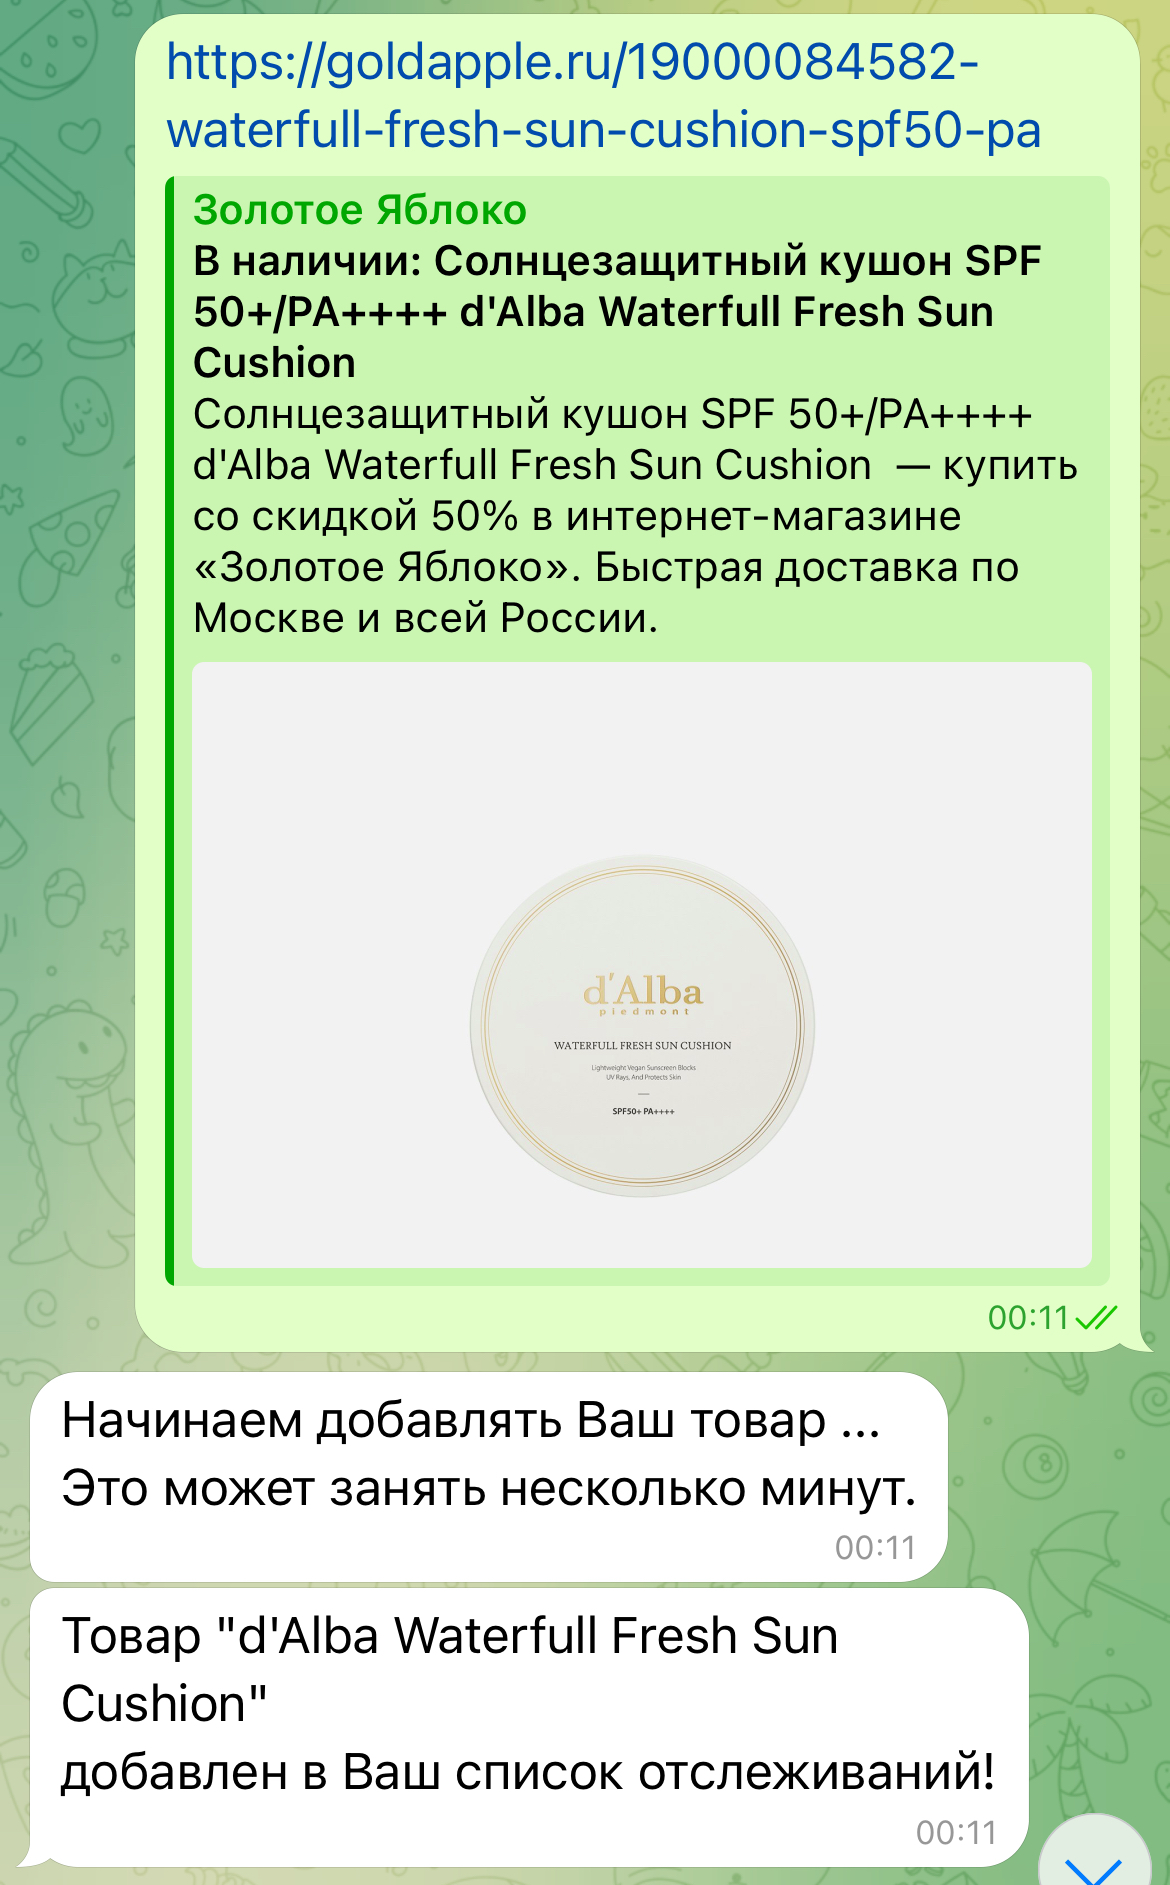 https://goldapple.ru/19000084582-
waterfull-fresh-sun-cushion-spf50-pa
Золотое Яблоко
В наличии: Солнцезащитный кушон SPF
50+/PA++++ d'Alba Waterfull Fresh Sun
Cushion
Солнцезащитный кушон SPF 50+/PA++++
d'Alba Waterfull Fresh Sun Cushion — купить
со скидкой 50% в интернет-магазине
«Золотое Яблоко». Быстрая доставка по
Москве и всей России.
d'Alba
piedmont
WATERFULL FRESH SUN CUSHION
Lightweight Vegan Sunscreen Blocks
UV Rays, And Protects Skin
SPF50+ PA++++
00:11
Начинаем добавлять Ваш товар ...
Это может занять несколько минут.
00:11
Товар "d'Alba Waterfull Fresh Sun
Cushion"
добавлен в Ваш список отслеживаний!
00:11